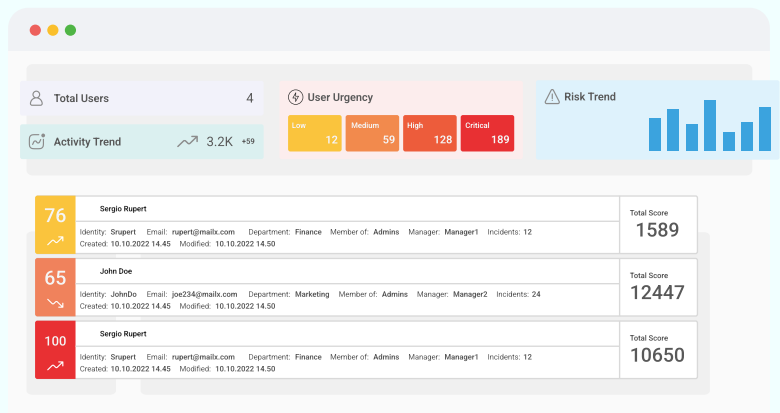 Total Users 4
Activity Trend 3.2K +59
User Urgency
Low Medium High Critical
12 59 128 189
Risk Trend
76 Sergio Rupert
Identity: Srupert Email: rupert@mailx.com Department: Finance Member of: Admins Manager: Manager1 Incidents: 12
Created: 10.10.2022 14.45 Modified: 10.10.2022 14.50
Total Score
1589
65 John Doe
Identity: JohnDo Email: joe234@mailx.com Department: Marketing Member of: Admins Manager: Manager2 Incidents: 24
Created: 10.10.2022 14.45 Modified: 10.10.2022 14.50
Total Score
12447
100 Sergio Rupert
Identity: Srupert Email: rupert@mailx.com Department: Finance Member of: Admins Manager: Manager1 Incidents: 12
Created: 10.10.2022 14.45 Modified: 10.10.2022 14.50
Total Score
10650